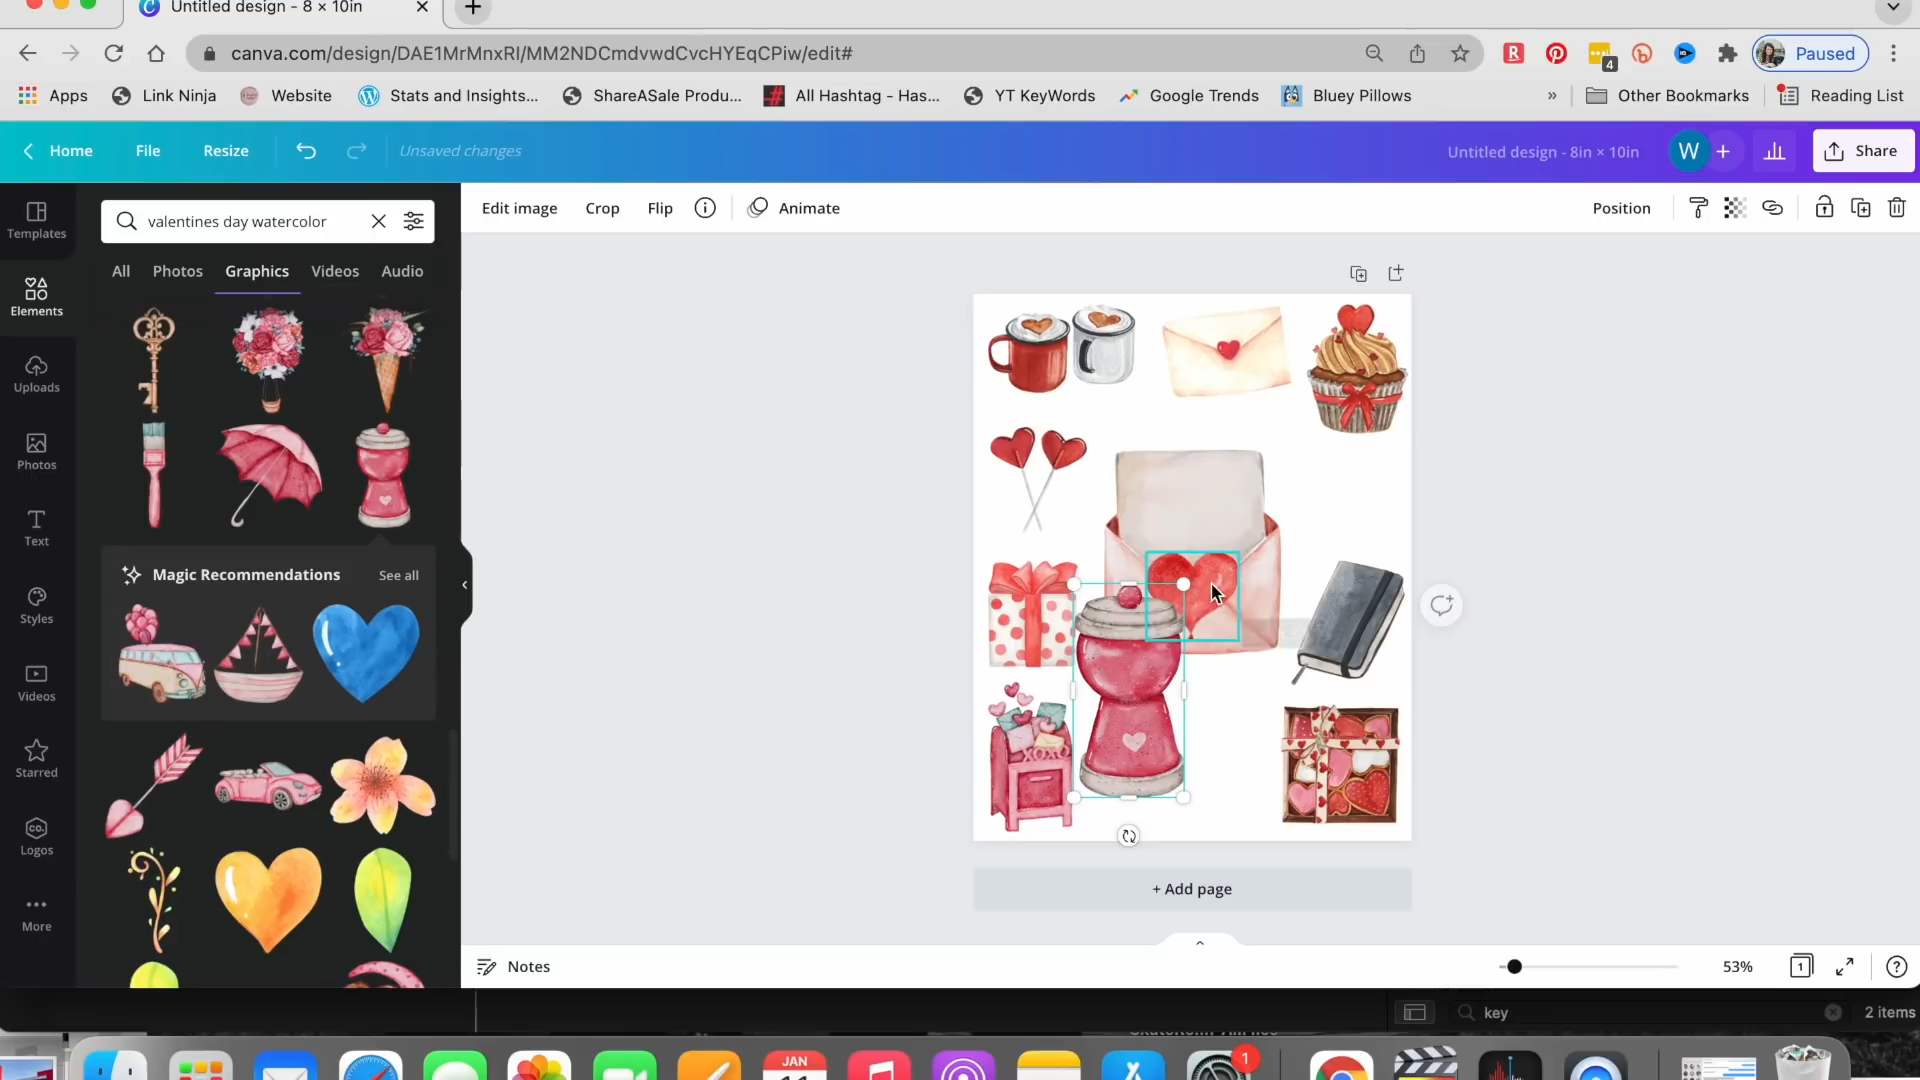 Untitled design - 8 × 10in
canva.com/design/DAE1MrMnxRI/MM2NDCmdvwdCvcHYEqCPiw/edit#
4
Paused
Apps
Link Ninja
Website
Stats and Insights...
ShareASale Produ...
All Hashtag - Has...
YT KeyWords
Google Trends
Bluey Pillows
»
Other Bookmarks
Reading List
Home
File
Resize
Unsaved changes
Untitled design - 8in × 10in
W
+
Share
Templates
Elements
Uploads
Photos
Text
Styles
Videos
Starred
Logos
More
valentines day watercolor
All
Photos
Graphics
Videos
Audio
Magic Recommendations
See all
Edit image
Crop
Flip
Animate
Position
XOXO
+ Add page
Notes
53%
1
key
2 items
JAN
1